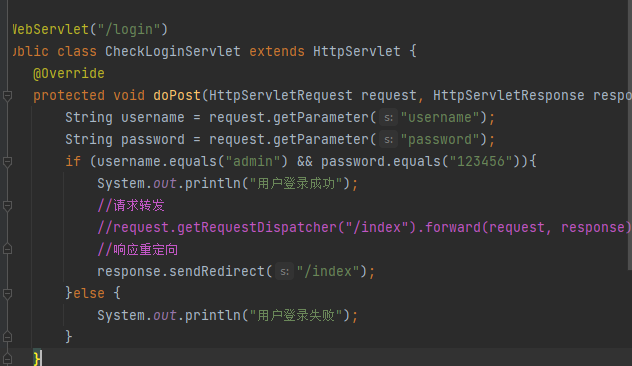 WebServlet("/login")
ublic class CheckLoginServlet extends HttpServlet {
@Override
protected void doPost(HttpServletRequest request, HttpServletResponse respo
String username = request.getParameter( s: "username");
String password = request.getParameter( s: "password");
if (username.equals("admin") && password.equals("123456")){
System.out.println("用户登录成功");
//请求转发
//request.getRequestDispatcher("/index").forward(request, response)
//响应重定向
response.sendRedirect( s: "/index");
}else {
System.out.println("用户登录失败");
}
}